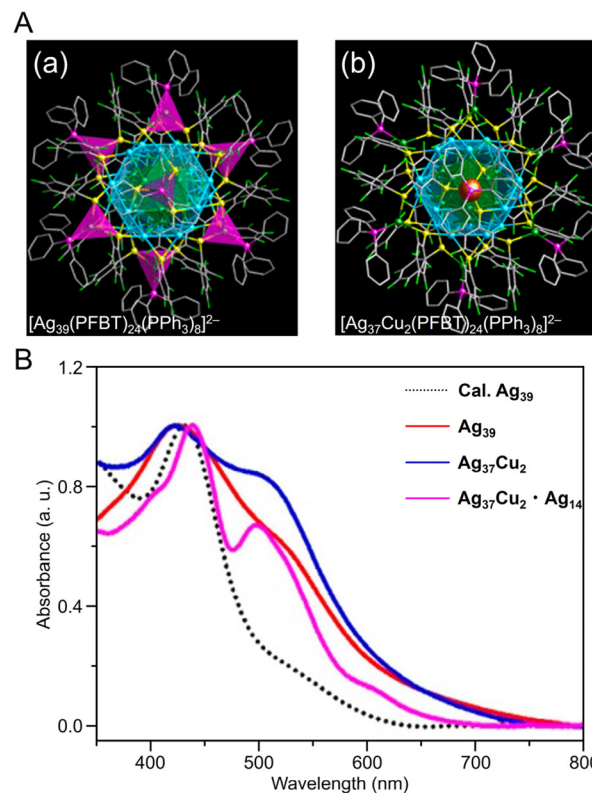 A
(a)
(b)
[Ag₃₉(PFBT)₂₄(PPh₃)₈]²⁻
[Ag₃₇Cu₂(PFBT)₂₄(PPh₃)₈]²⁻
B
1.2
0.8
0.4
0.0
Absorbance (a. u.)
Cal. Ag₃₉
Ag₃₉
Ag₃₇Cu₂
Ag₃₇Cu₂ · Ag₁₄
400
500
600
700
800
Wavelength (nm)